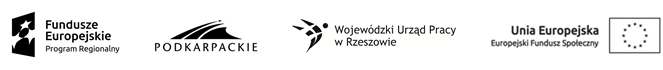 Fundusze
Europejskie
Program Regionalny
PODKARPACKIE
Wojewódzki Urząd Pracy
w Rzeszowie
Unia Europejska
Europejski Fundusz Społeczny